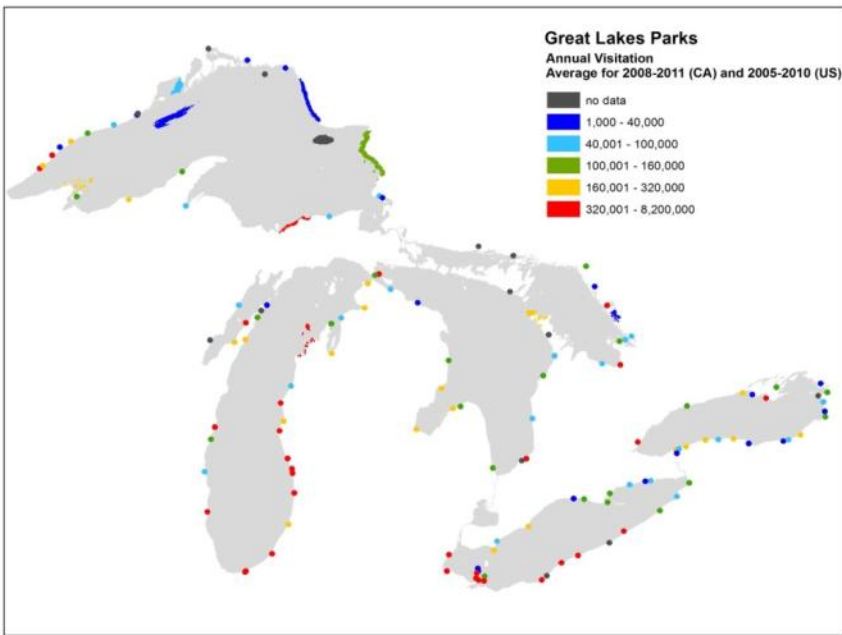 Great Lakes Parks
Annual Visitation
Average for 2008-2011 (CA) and 2005-2010 (US)
no data
1,000 - 40,000
40,001 - 100,000
100,001 - 160,000
160,001 - 320,000
320,001 - 8,200,000